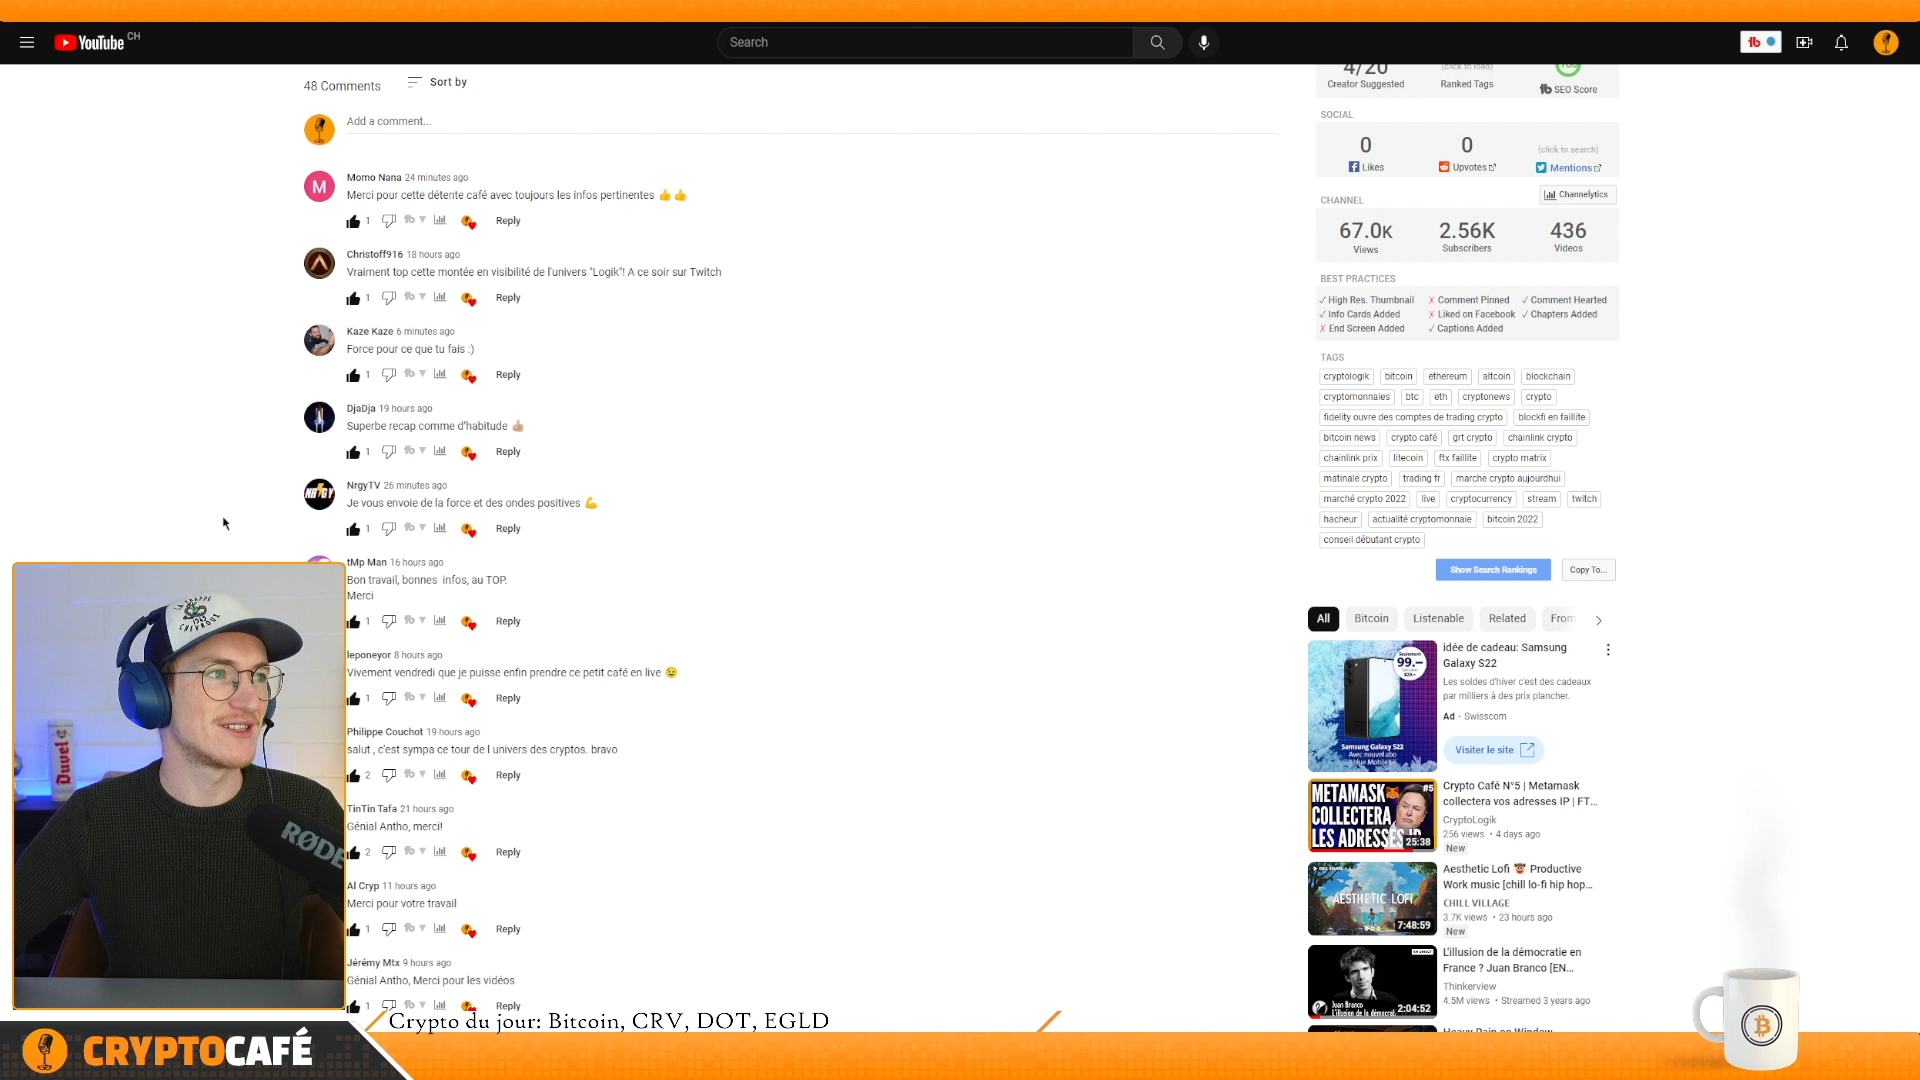 YouTube CH
Search
48 Comments
Sort by
Add a comment...
M
Momo Nana 24 minutes ago
Merci pour cette détente café avec toujours les infos pertinentes 👍👍
1
Reply
Christoff916 18 hours ago
Vraiment top cette montée en visibilité de l'univers "Logik"! A ce soir sur Twitch
1
Reply
Kaze Kaze 6 minutes ago
Force pour ce que tu fais :)
1
Reply
DjaDja 19 hours ago
Superbe recap comme d'habitude 👍🏼
1
Reply
NRGY
NrgyTV 26 minutes ago
Je vous envoie de la force et des ondes positives 💪
1
Reply
tMp Man 16 hours ago
Bon travail, bonnes infos, au TOP.
Merci
1
Reply
leponeyor 8 hours ago
Vivement vendredi que je puisse enfin prendre ce petit café en live 😉
1
Reply
Philippe Couchot 19 hours ago
salut , c'est sympa ce tour de l univers des cryptos. bravo
2
Reply
TinTin Tafa 21 hours ago
Génial Antho, merci!
2
Reply
Al Cryp 11 hours ago
Merci pour votre travail
1
Reply
Jérémy Mtx 9 hours ago
Génial Antho, Merci pour les vidéos
1
Reply
4/20
Creator Suggested
(click to load)
Ranked Tags
SEO Score
SOCIAL
0
Likes
0
Upvotes
(click to search)
Mentions
CHANNEL
Channelytics
67.0K
Views
2.56K
Subscribers
436
Videos
BEST PRACTICES
✓ High Res. Thumbnail ✗ Comment Pinned ✓ Comment Hearted
✓ Info Cards Added ✗ Liked on Facebook ✓ Chapters Added
✗ End Screen Added ✓ Captions Added
TAGS
cryptologik bitcoin ethereum altcoin blockchain
cryptomonnaies btc eth cryptonews crypto
fidelity ouvre des comptes de trading crypto blockfi en faillite
bitcoin news crypto café grt crypto chainlink crypto
chainlink prix litecoin ftx faillite crypto matrix
matinale crypto trading fr marche crypto aujourdhui
marché crypto 2022 live cryptocurrency stream twitch
hacheur actualité cryptomonnaie bitcoin 2022
conseil débutant crypto
Show Search Rankings
Copy To...
All Bitcoin Listenable Related From
99.–
Samsung Galaxy S22
idée de cadeau: Samsung
Galaxy S22
Les soldes d'hiver c'est des cadeaux
par milliers à des prix plancher.
Ad · Swisscom
Visiter le site
METAMASK
COLLECTERA
LES ADRESSES IP
#5
25:38
Crypto Café N°5 | Metamask
collectera vos adresses IP | FT...
CryptoLogik
256 views • 4 days ago
New
AESTHETIC LOFI
7:48:59
Aesthetic Lofi 🤠 Productive
Work music [chill lo-fi hip hop...
CHILL VILLAGE
3.7K views • 23 hours ago
New
Juan Branco
2:04:52
L'illusion de la démocratie en
France ? Juan Branco [EN...
Thinkerview
4.5M views • Streamed 3 years ago
Heavy Rain on Window
LA TRAPPE
Duvel
RØDE
Crypto du jour: Bitcoin, CRV, DOT, EGLD
CRYPTOCAFÉ